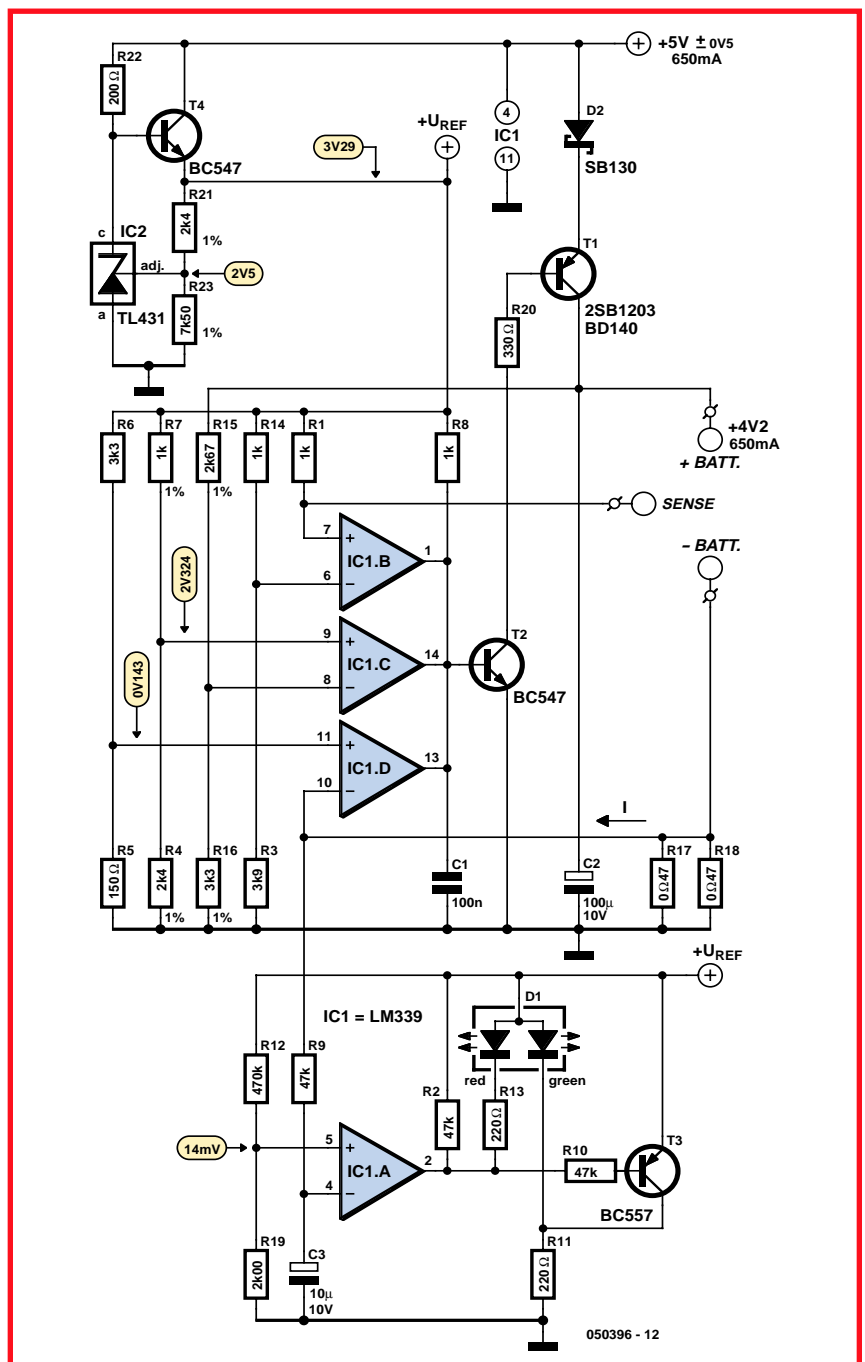 +5V ± 0V5
650mA
R22
200 Ω
T4
BC547
+UREF
3V29
4
IC1
11
D2
SB130
R21
2k4
1%
c
IC2
adj.
2V5
a
TL431
R23
7k50
1%
T1
2SB1203
BD140
R20
330 Ω
R6
3k3
R7
1k
1%
R15
2k67
1%
R14
1k
R1
1k
R8
1k
+4V2
650mA
+ BATT.
SENSE
– BATT.
7
+
IC1.B
1
6
–
2V324
9
+
IC1.C
14
8
–
T2
BC547
0V143
11
+
IC1.D
13
10
–
I
R5
150 Ω
R4
2k4
1%
R16
3k3
1%
R3
3k9
C1
100n
C2
100µ
10V
R17
0Ω47
R18
0Ω47
+UREF
IC1 = LM339
D1
red
green
R12
470k
R9
47k
R2
47k
R13
220 Ω
14mV
5
+
IC1.A
2
4
–
R10
47k
T3
BC557
R19
2k00
C3
10µ
10V
R11
220 Ω
050396 - 12